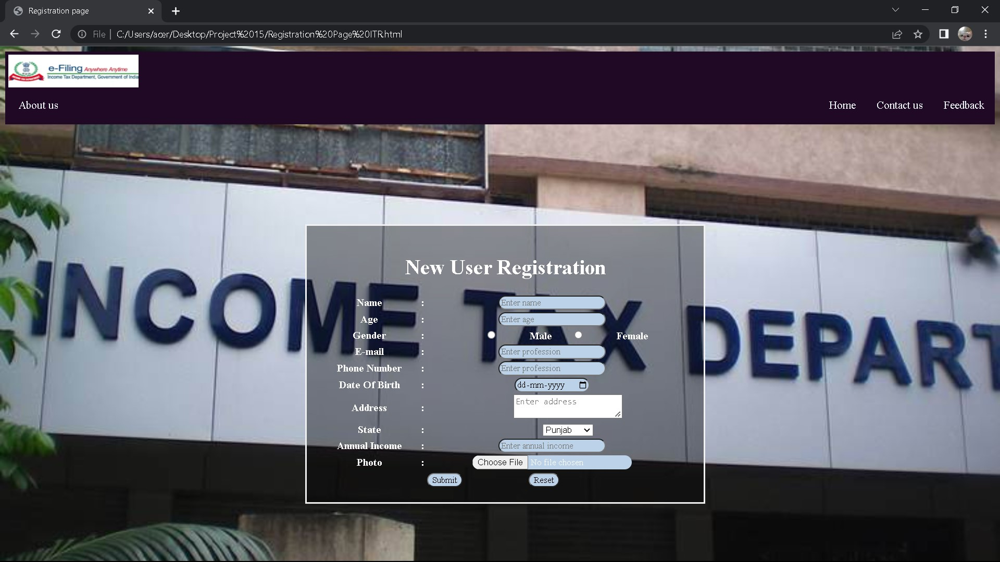 Registration page
File | C:/Users/acer/Desktop/Project%2015/Registration%20Page%20ITR.html
e-Filing Anywhere Anytime
Income Tax Department, Government of India
About us
Home Contact us Feedback
INCOME TAX DEPART
New User Registration
Name : Enter name
Age : Enter age
Gender : Male Female
E-mail : Enter profession
Phone Number : Enter profession
Date Of Birth : dd-mm-yyyy
Address : Enter address
State : Punjab
Annual Income : Enter annual income
Photo : Choose File No file chosen
Submit Reset